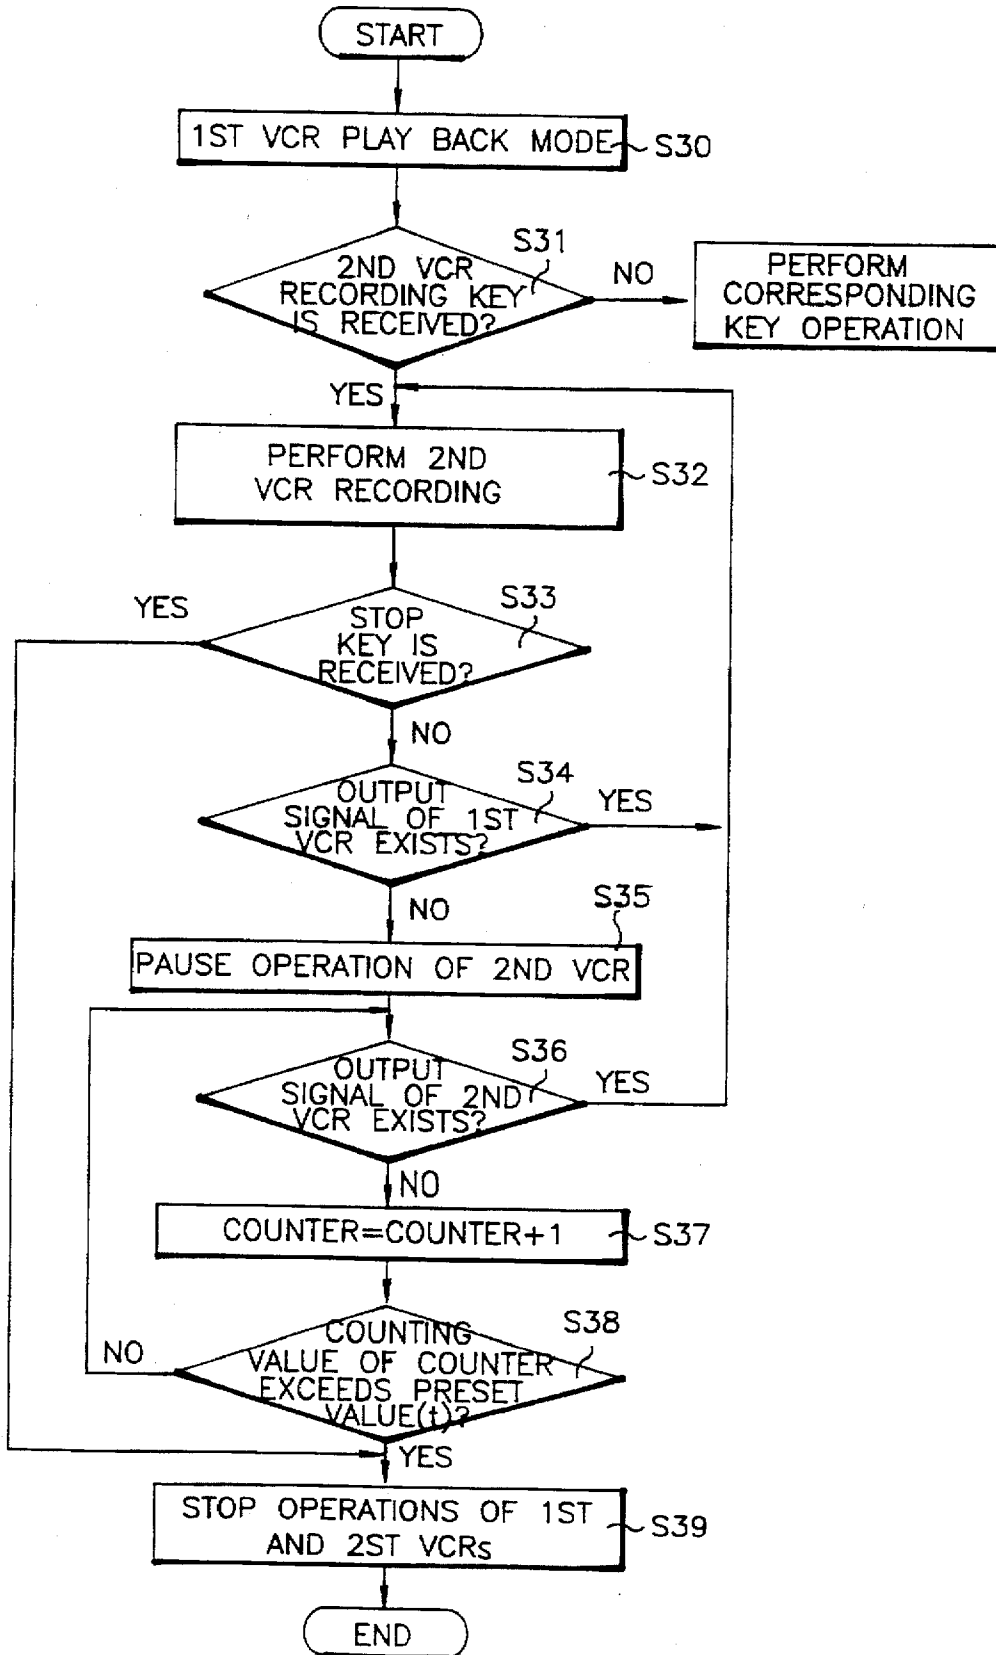 START
1ST VCR PLAY BACK MODE
S30
S31
2ND VCR
RECORDING KEY
IS RECEIVED?
NO
PERFORM
CORRESPONDING
KEY OPERATION
YES
PERFORM 2ND
VCR RECORDING
S32
YES
S33
STOP
KEY IS
RECEIVED?
NO
S34
OUTPUT
SIGNAL OF 1ST
VCR EXISTS?
YES
NO
S35
PAUSE OPERATION OF 2ND VCR
S36
OUTPUT
SIGNAL OF 2ND
VCR EXISTS?
YES
NO
COUNTER=COUNTER+1
S37
S38
COUNTING
VALUE OF COUNTER
EXCEEDS PRESET
VALUE(t)?
NO
YES
STOP OPERATIONS OF 1ST
AND 2ST VCRs
S39
END